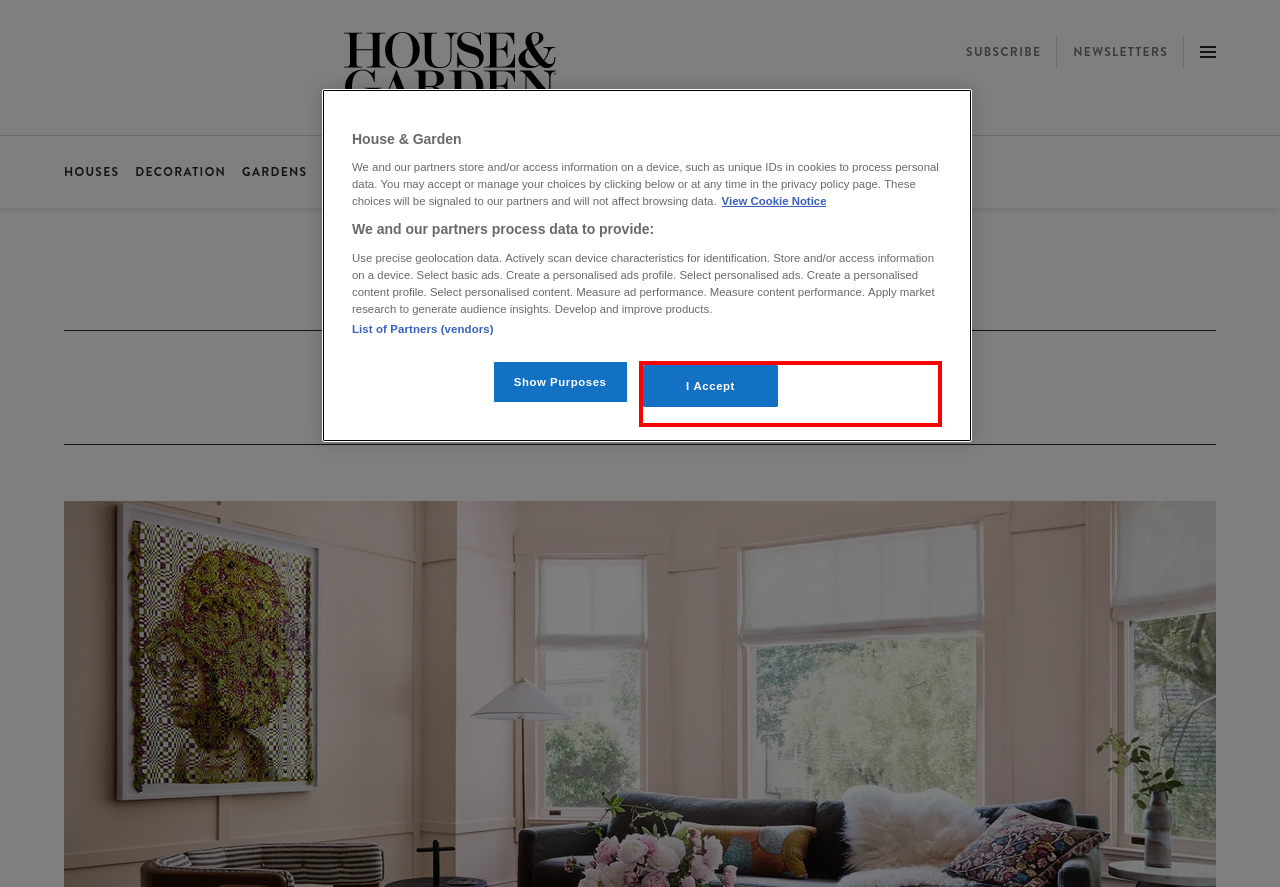 HOUSE&
GARDEN
SUBSCRIBE
NEWSLETTERS
HOUSES
DECORATION
GARDENS
House & Garden
We and our partners store and/or access information on a device, such as unique IDs in cookies to process personal
data. You may accept or manage your choices by clicking below or at any time in the privacy policy page. These
choices will be signaled to our partners and will not affect browsing data. View Cookie Notice
We and our partners process data to provide:
Use precise geolocation data. Actively scan device characteristics for identification. Store and/or access information
on a device. Select basic ads. Create a personalised ads profile. Select personalised ads. Create a personalised
content profile. Select personalised content. Measure ad performance. Measure content performance. Apply market
research to generate audience insights. Develop and improve products.
List of Partners (vendors)
Show Purposes
I Accept